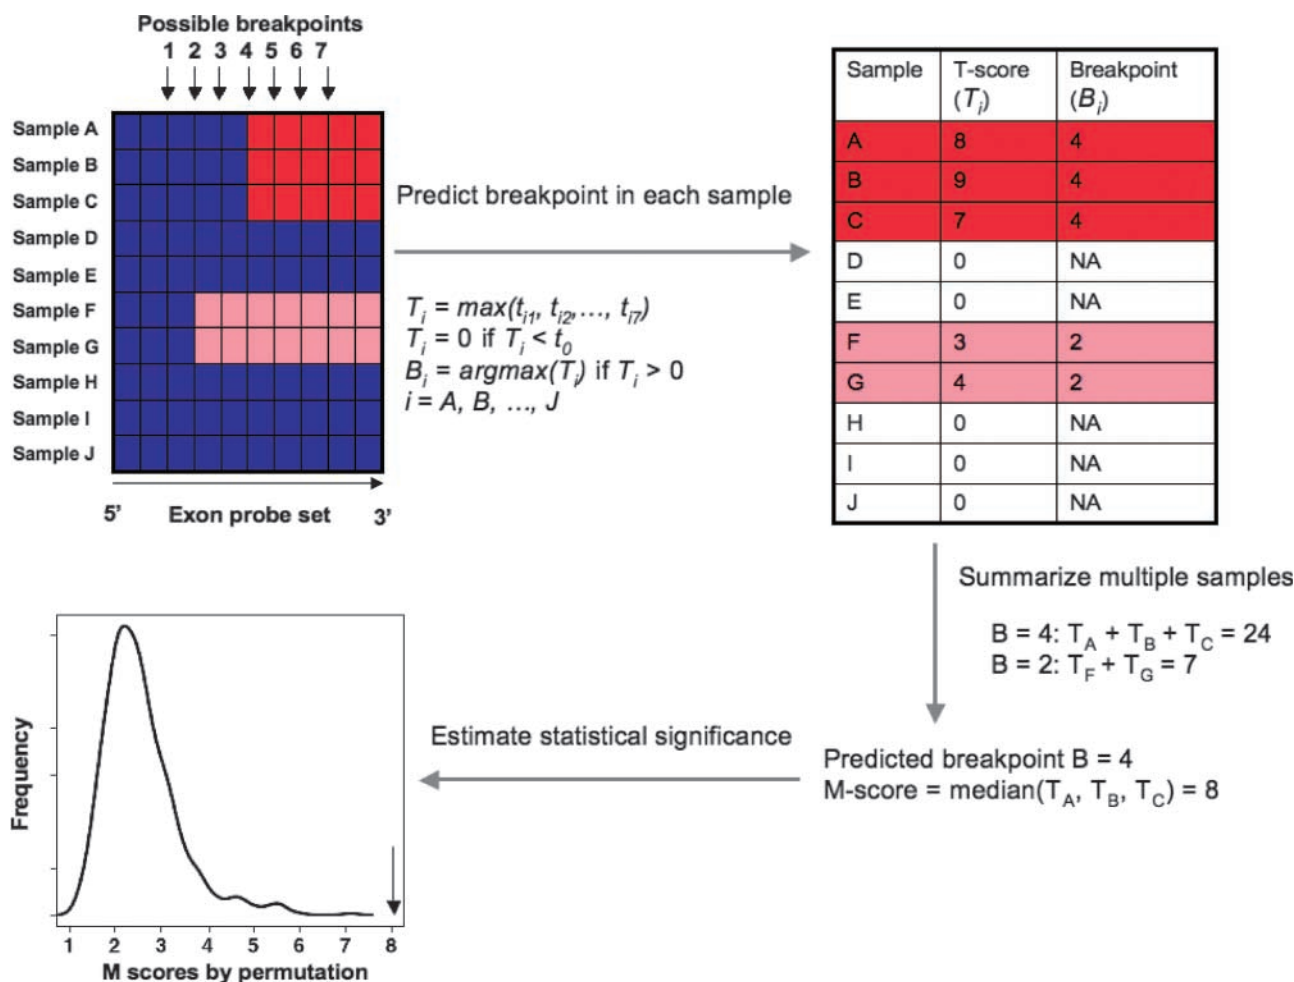 Possible breakpoints
1 2 3 4 5 6 7
Sample A
Sample B
Sample C
Sample D
Sample E
Sample F
Sample G
Sample H
Sample I
Sample J
5’ Exon probe set 3’
Predict breakpoint in each sample
T_i = max(t_i1, t_i2,..., t_i7)
T_i = 0 if T_i < t_0
B_i = argmax(T_i) if T_i > 0
i = A, B, ..., J
Sample T-score (T_i) Breakpoint (B_i)
A 8 4
B 9 4
C 7 4
D 0 NA
E 0 NA
F 3 2
G 4 2
H 0 NA
I 0 NA
J 0 NA
Summarize multiple samples
B = 4: T_A + T_B + T_C = 24
B = 2: T_F + T_G = 7
Predicted breakpoint B = 4
M-score = median(T_A, T_B, T_C) = 8
Estimate statistical significance
Frequency
1 2 3 4 5 6 7 8
M scores by permutation